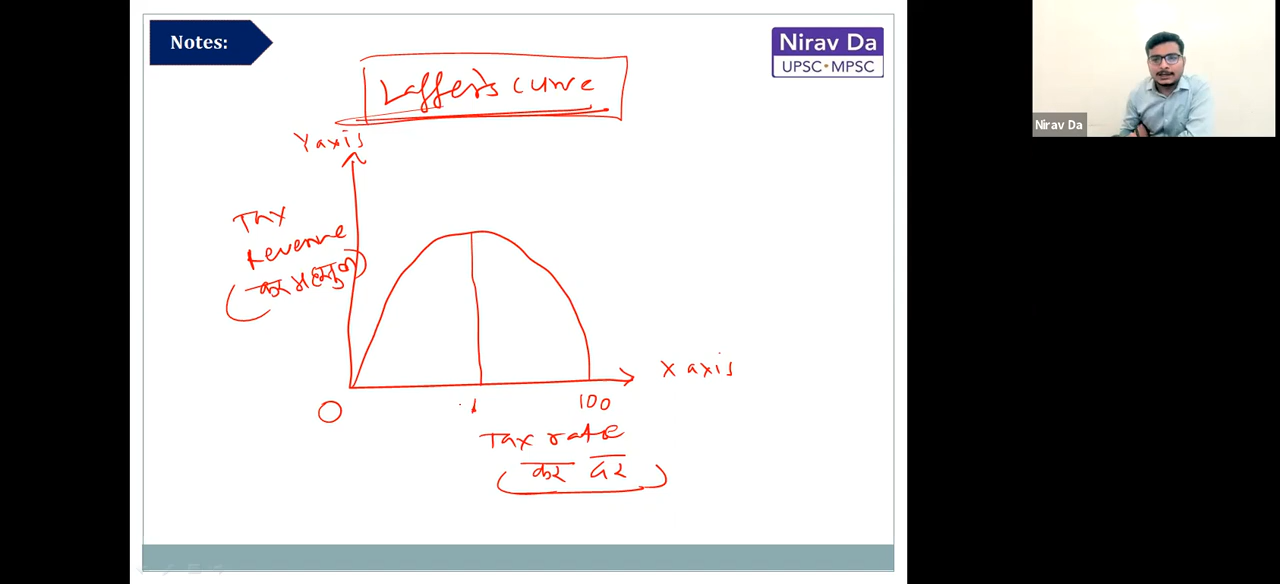 Notes:
Nirav Da
UPSC • MPSC
Laffer's curve
Nirav Da
Y axis
Tax
Revenue
(कर महसूल)
X axis
0
100
Tax rate
(कर दर)